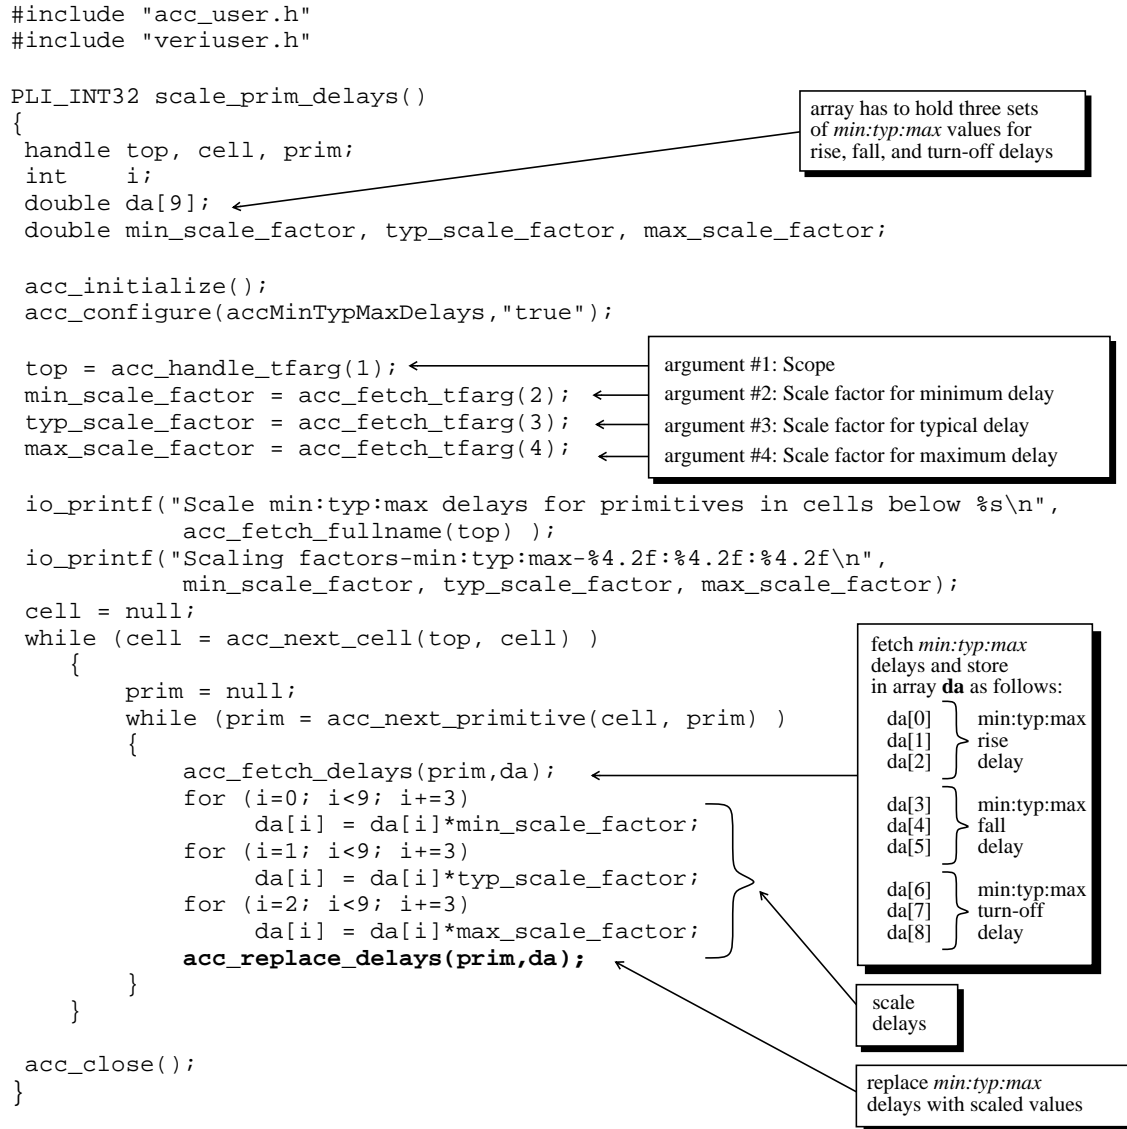 #include "acc_user.h"
#include "veriuser.h"
PLI_INT32 scale_prim_delays()
{
handle top, cell, prim;
int    i;
double da[9];
double min_scale_factor, typ_scale_factor, max_scale_factor;
array has to hold three sets
of min:typ:max values for
rise, fall, and turn-off delays
acc_initialize();
acc_configure(accMinTypMaxDelays,"true");
top = acc_handle_tfarg(1);
min_scale_factor = acc_fetch_tfarg(2);
typ_scale_factor = acc_fetch_tfarg(3);
max_scale_factor = acc_fetch_tfarg(4);
argument #1: Scope
argument #2: Scale factor for minimum delay
argument #3: Scale factor for typical delay
argument #4: Scale factor for maximum delay
io_printf("Scale min:typ:max delays for primitives in cells below %s\n",
acc_fetch_fullname(top) );
io_printf("Scaling factors-min:typ:max-%4.2f:%4.2f:%4.2f\n",
min_scale_factor, typ_scale_factor, max_scale_factor);
cell = null;
while (cell = acc_next_cell(top, cell) )
{
prim = null;
while (prim = acc_next_primitive(cell, prim) )
{
acc_fetch_delays(prim,da);
for (i=0; i<9; i+=3)
da[i] = da[i]*min_scale_factor;
for (i=1; i<9; i+=3)
da[i] = da[i]*typ_scale_factor;
for (i=2; i<9; i+=3)
da[i] = da[i]*max_scale_factor;
acc_replace_delays(prim,da);
}
}
fetch min:typ:max
delays and store
in array da as follows:
da[0] min:typ:max
da[1] rise
da[2] delay
da[3] min:typ:max
da[4] fall
da[5] delay
da[6] min:typ:max
da[7] turn-off
da[8] delay
scale
delays
acc_close();
}
replace min:typ:max
delays with scaled values